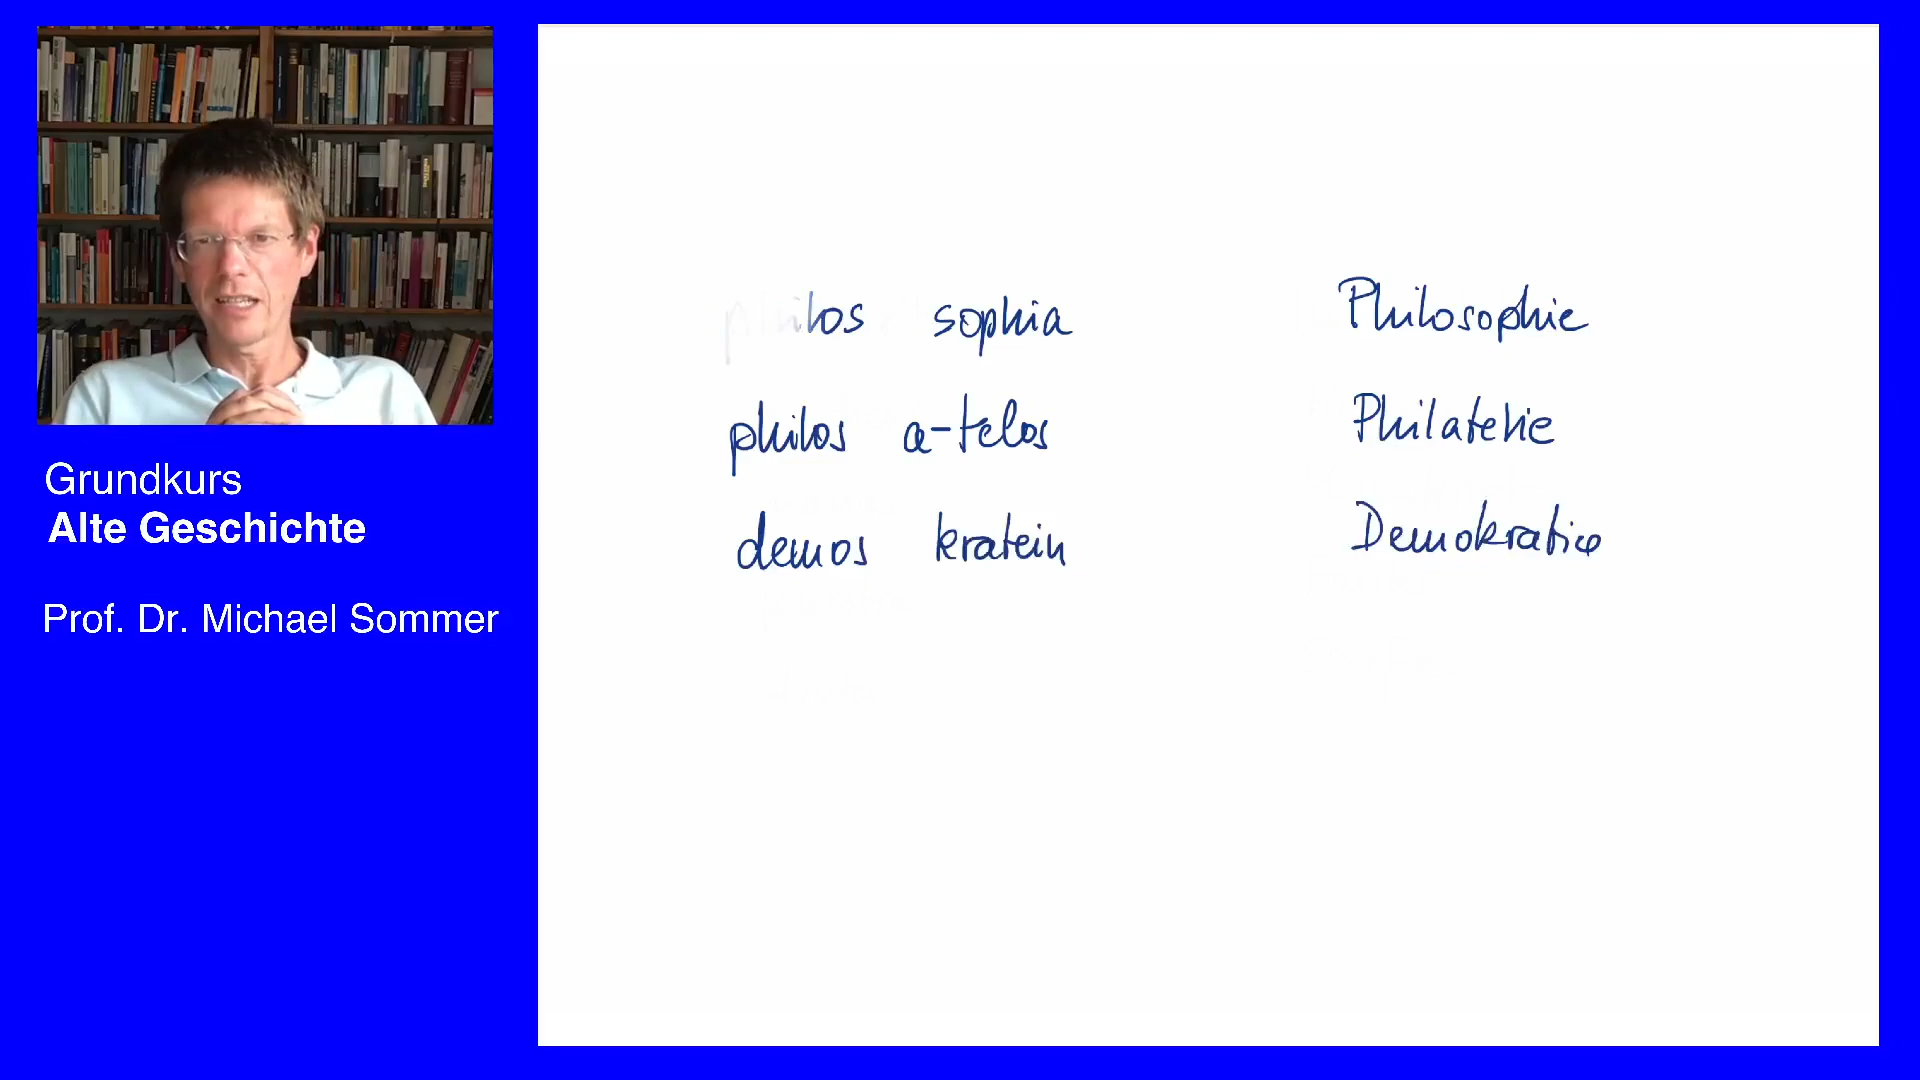 Grundkurs
Alte Geschichte
Prof. Dr. Michael Sommer
philos sophia Philosophie
philos a-telos Philatelie
demos kratein Demokratie